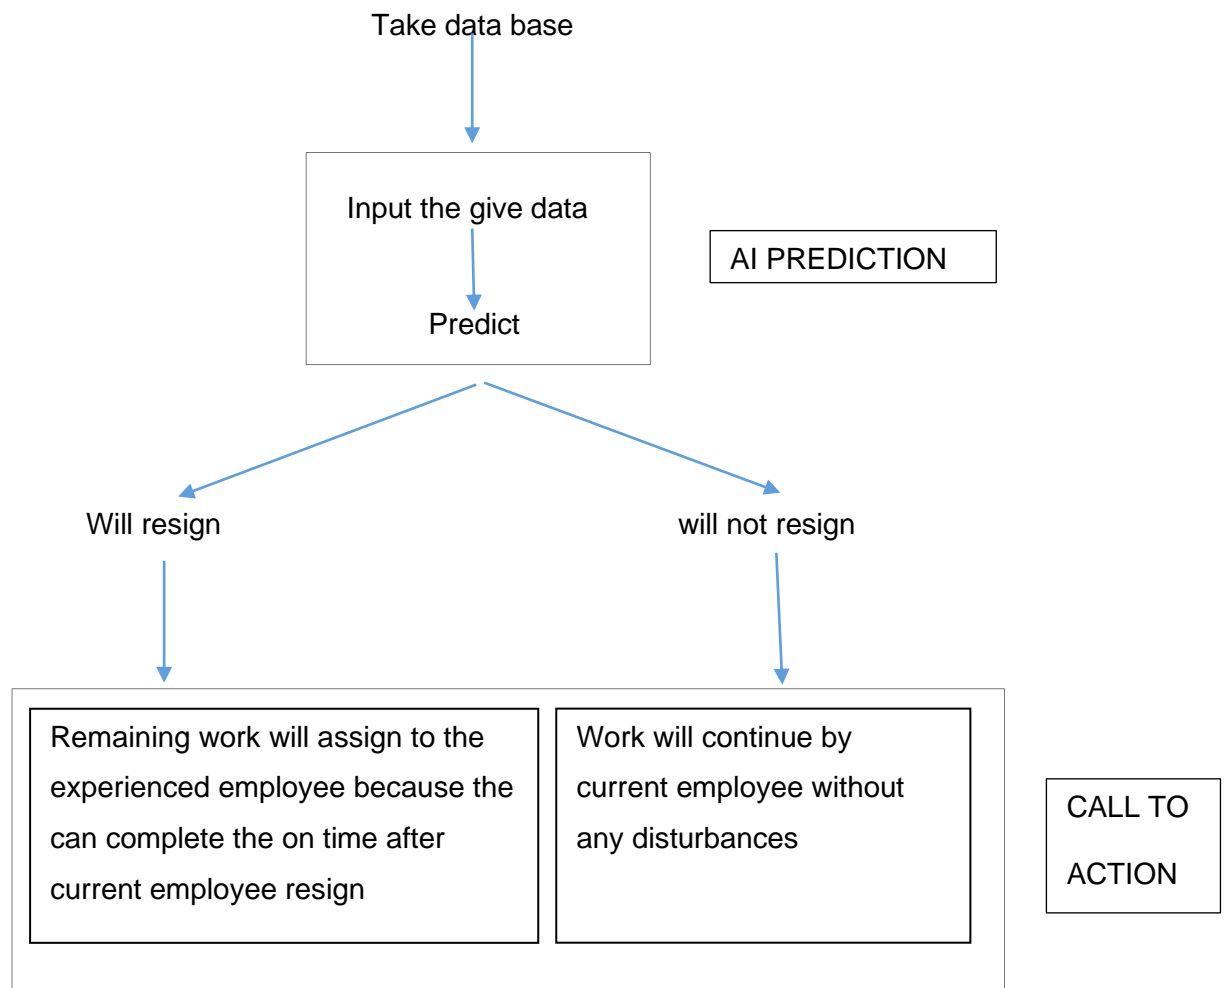 Take data base
Input the give data
AI PREDICTION
Predict
Will resign
will not resign
Remaining work will assign to the
experienced employee because the
can complete the on time after
current employee resign
Work will continue by
current employee without
any disturbances
CALL TO
ACTION